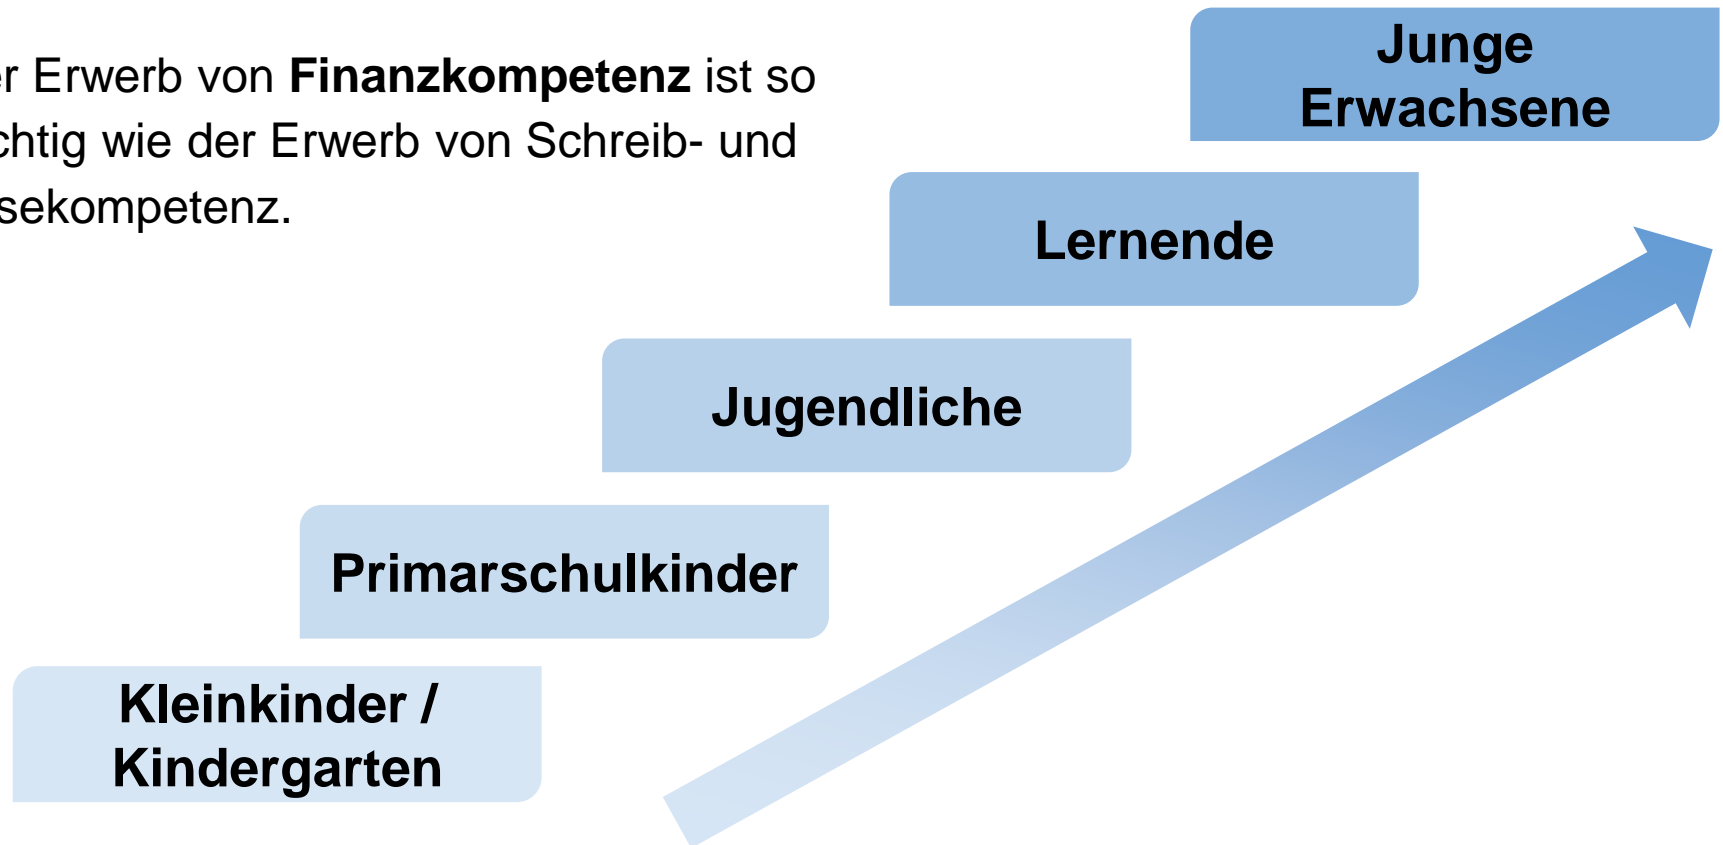 er Erwerb von Finanzkompetenz ist so
chtig wie der Erwerb von Schreib- und
sekompetenz.
Junge
Erwachsene
Lernende
Jugendliche
Primarschulkinder
Kleinkinder /
Kindergarten